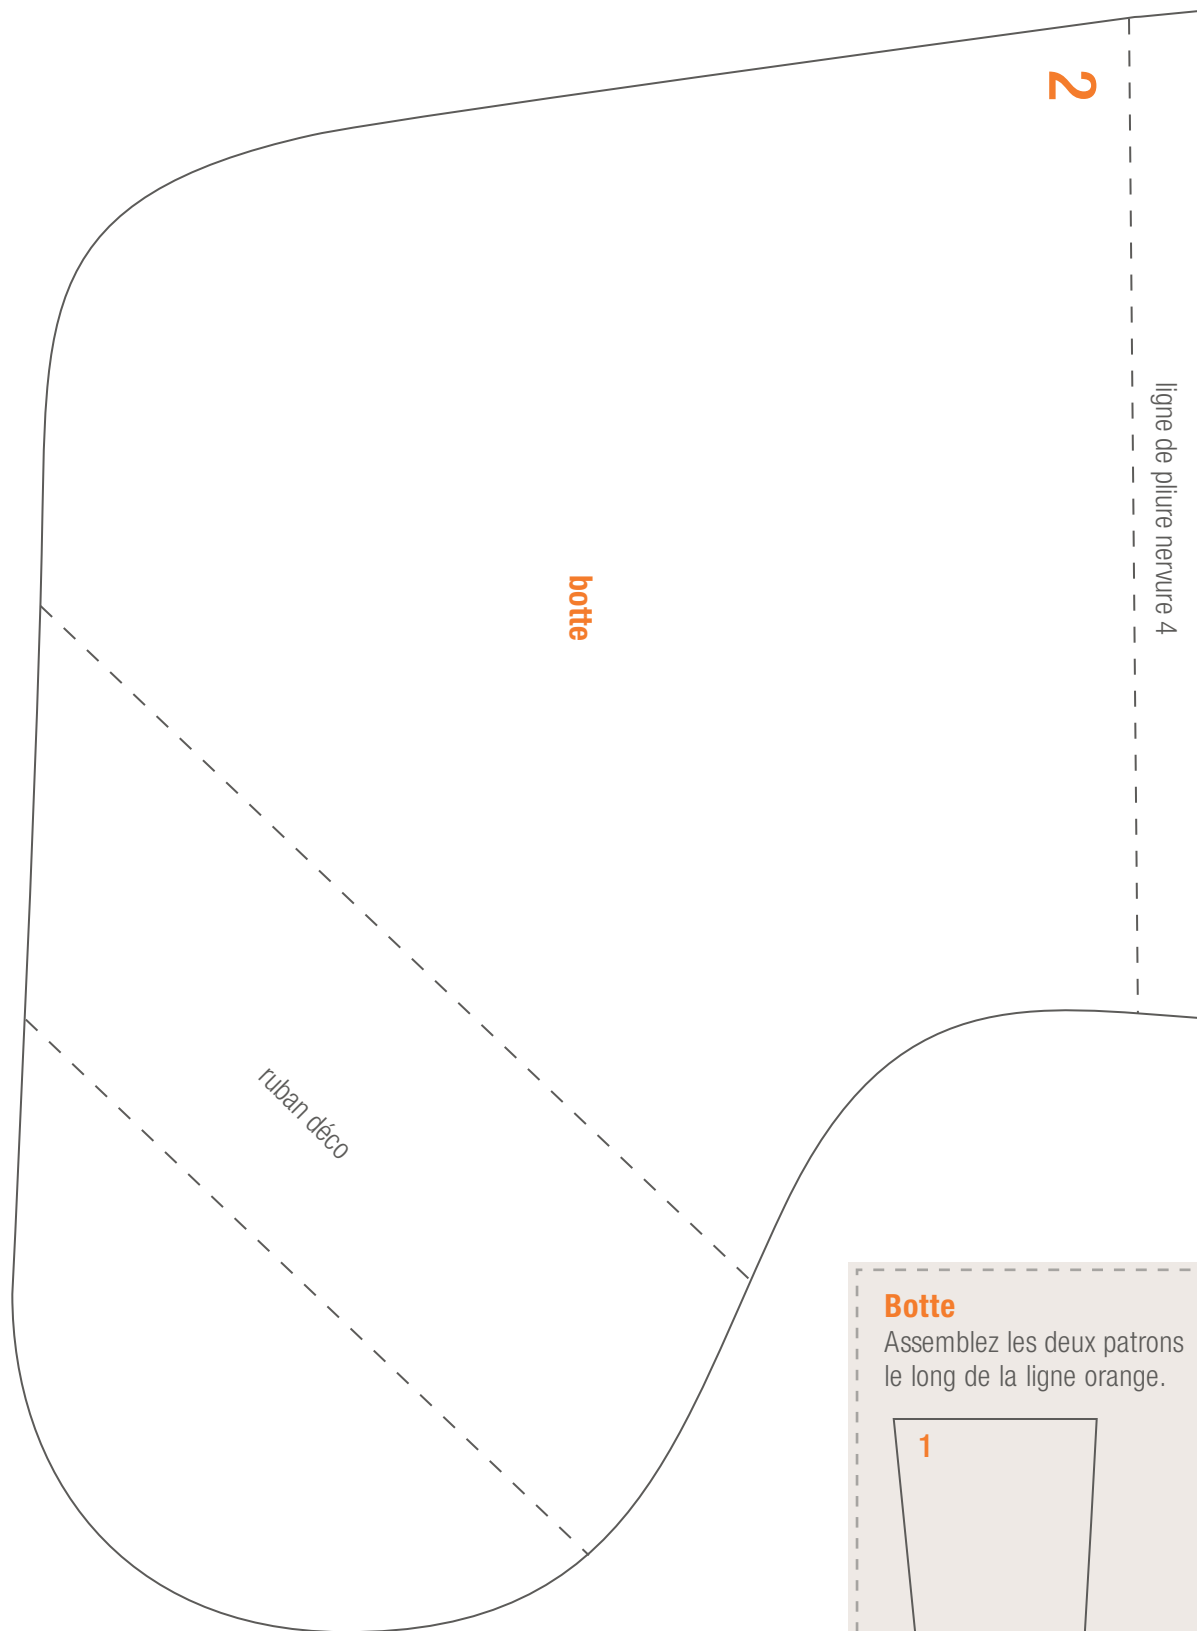 2
ligne de pliure nervure 4
botte
ruban déco
Botte
Assemblez les deux patrons
le long de la ligne orange.
1